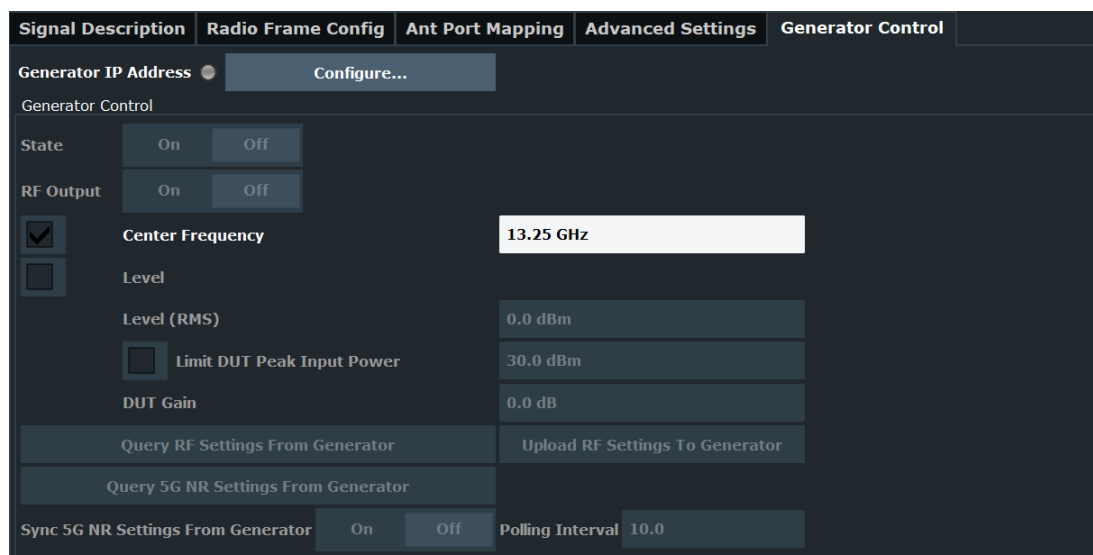 Signal Description Radio Frame Config Ant Port Mapping Advanced Settings Generator Control
Generator IP Address Configure...
Generator Control
State On Off
RF Output On Off
Center Frequency 13.25 GHz
Level
Level (RMS) 0.0 dBm
Limit DUT Peak Input Power 30.0 dBm
DUT Gain 0.0 dB
Query RF Settings From Generator Upload RF Settings To Generator
Query 5G NR Settings From Generator
Sync 5G NR Settings From Generator On Off Polling Interval 10.0